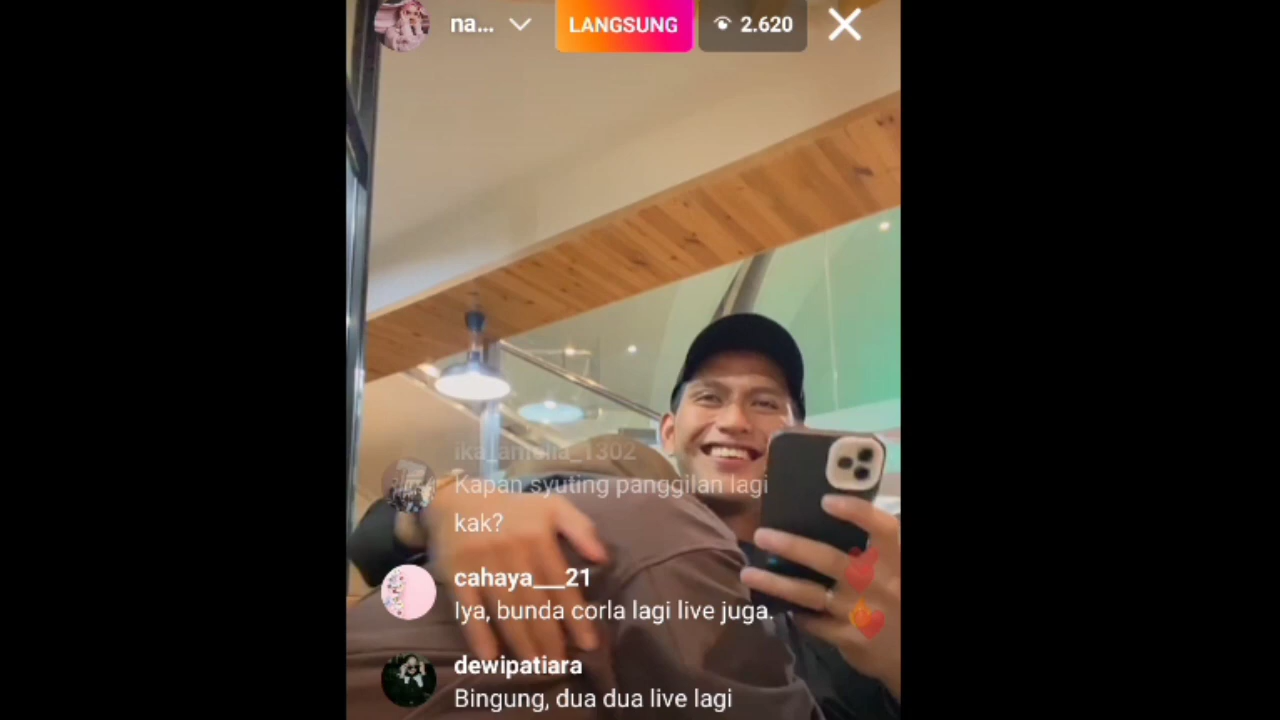 na...
LANGSUNG
2.620
ika_amelia_1302
Kapan syuting panggilan lagi
kak?
cahaya___21
Iya, bunda corla lagi live juga.
dewipatiara
Bingung, dua dua live lagi